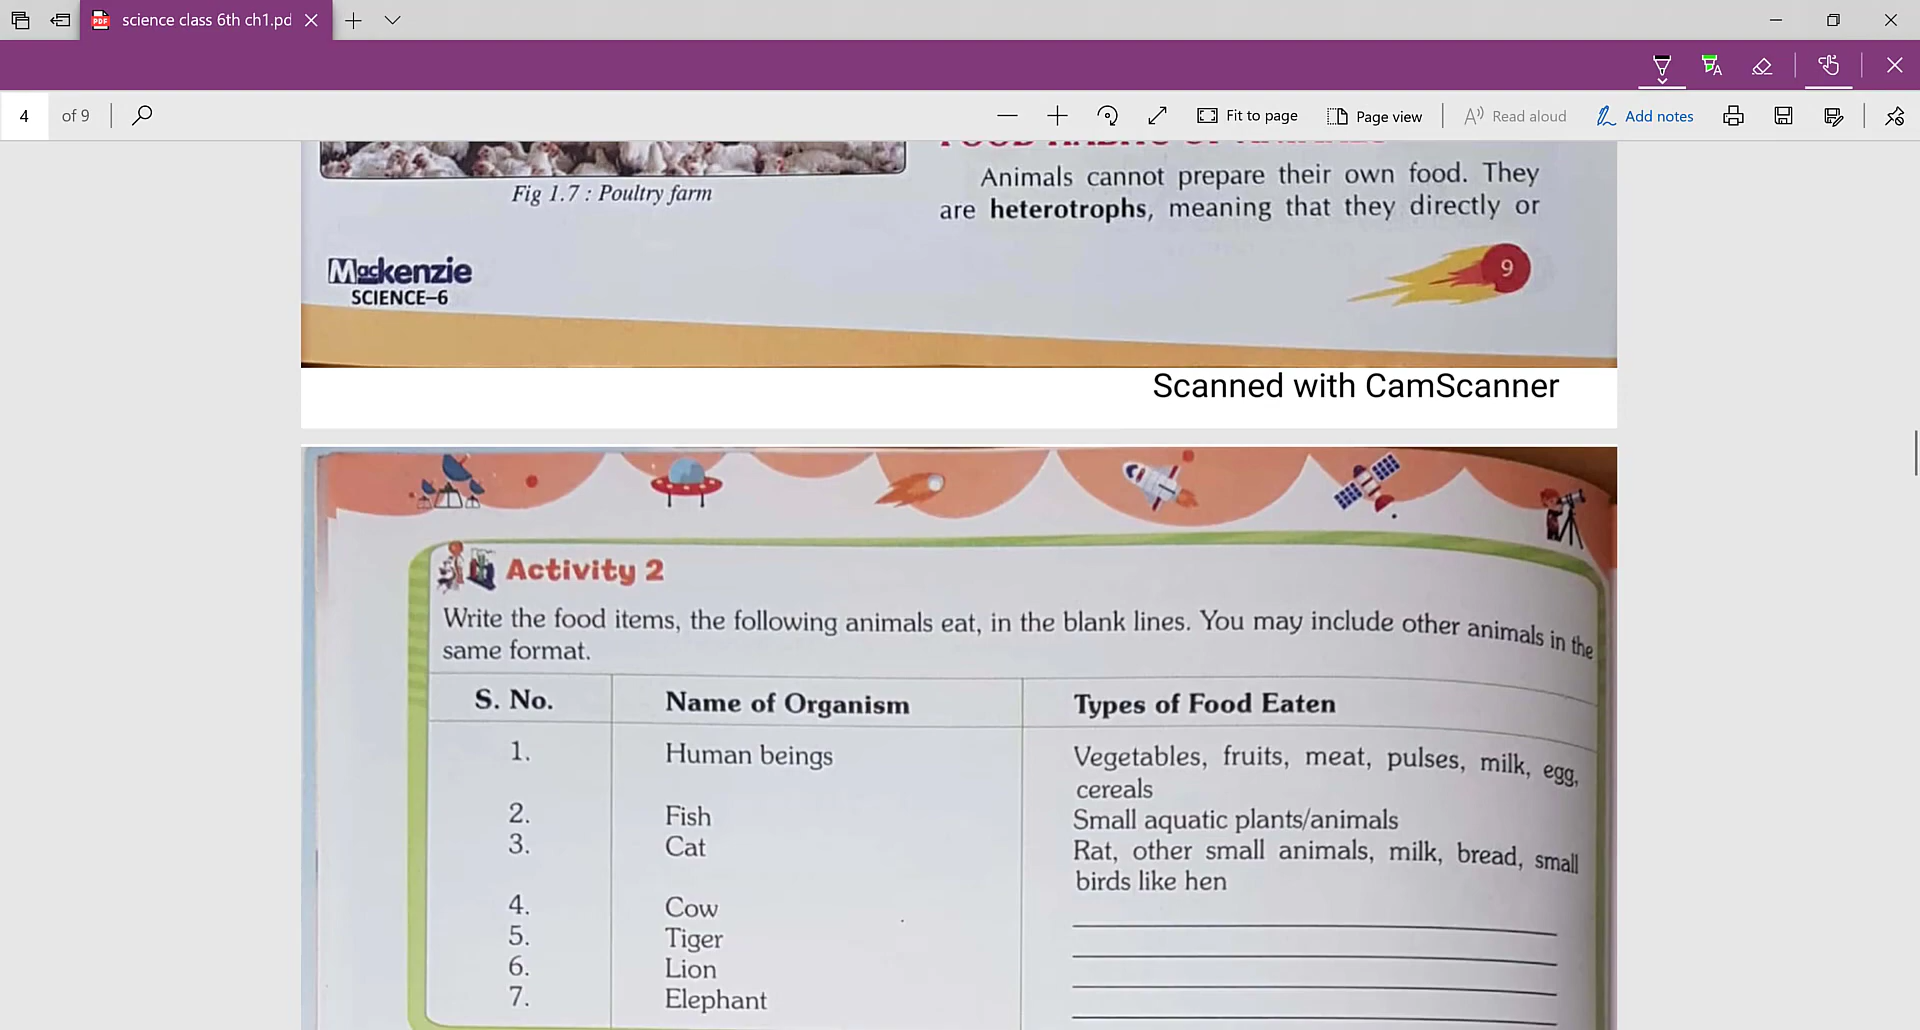 science class 6th ch1.pd
4 of 9
Fit to page
Page view
Read aloud
Add notes
FOOD HABITS OF ANIMALS
Fig 1.7 : Poultry farm
Animals cannot prepare their own food. They
are heterotrophs, meaning that they directly or
Mackenzie
SCIENCE–6
9
Scanned with CamScanner
Activity 2
Write the food items, the following animals eat, in the blank lines. You may include other animals in the
same format.
S. No. Name of Organism Types of Food Eaten
1. Human beings Vegetables, fruits, meat, pulses, milk, egg,
cereals
2. Fish Small aquatic plants/animals
3. Cat Rat, other small animals, milk, bread, small
birds like hen
4. Cow
5. Tiger
6. Lion
7. Elephant